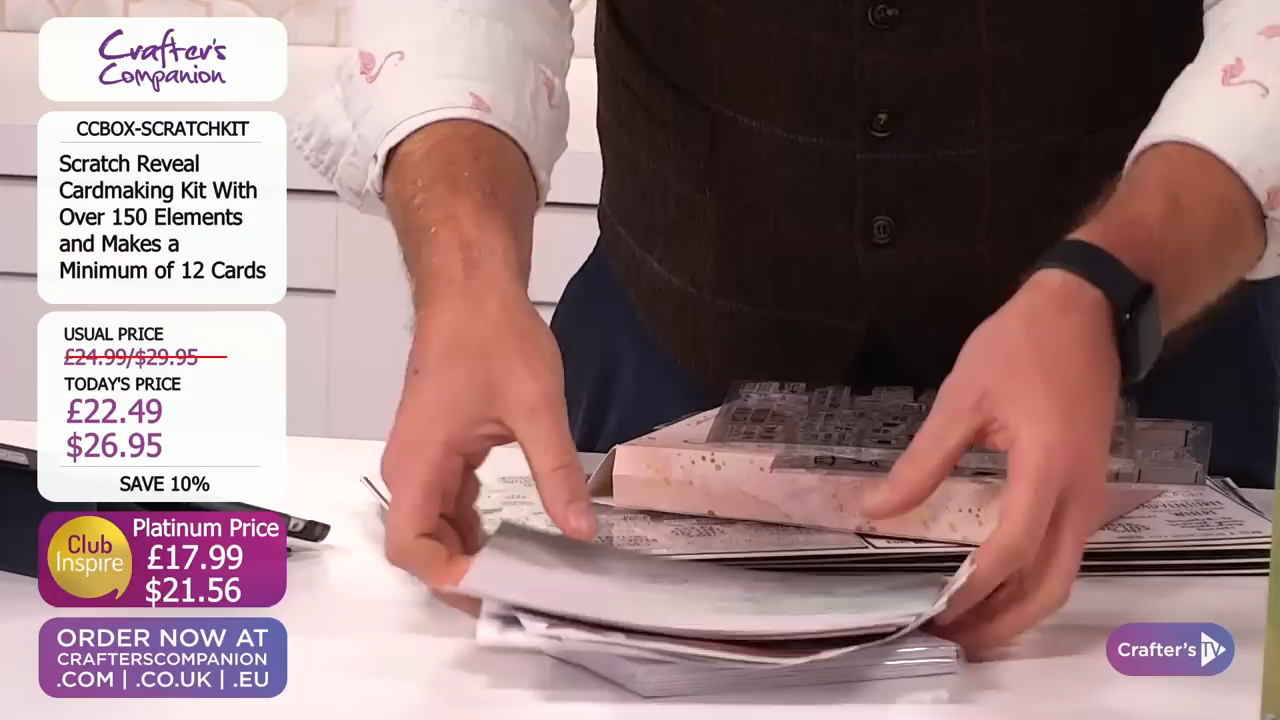 Crafter's
Companion
CCBOX-SCRATCHKIT
Scratch Reveal
Cardmaking Kit With
Over 150 Elements
and Makes a
Minimum of 12 Cards
USUAL PRICE
£24.99/$29.95
TODAY'S PRICE
£22.49
$26.95
SAVE 10%
Club
Inspire
Platinum Price
£17.99
$21.56
ORDER NOW AT
CRAFTERSCOMPANION
.COM | .CO.UK | .EU
Crafter's TV